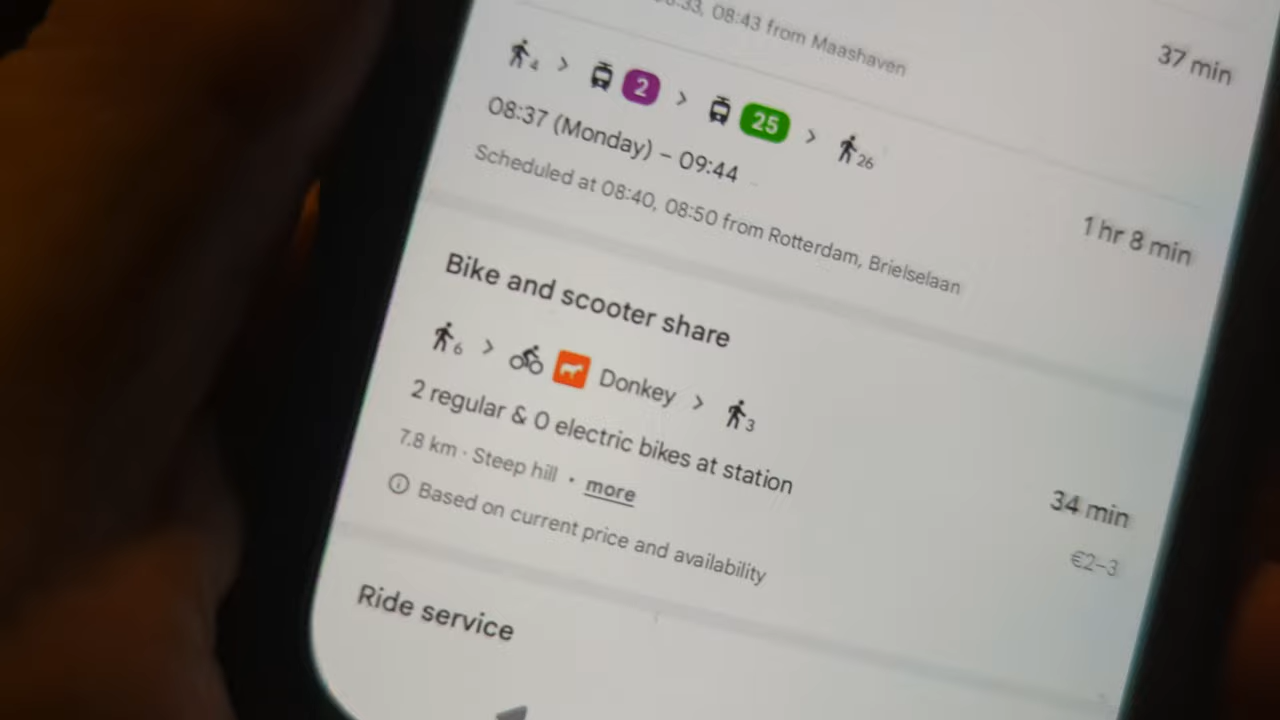 08:43 from Maashaven
37 min
4 > 2 > 25 > 26
08:37 (Monday) – 09:44
1 hr 8 min
Scheduled at 08:40, 08:50 from Rotterdam, Brielselaan
Bike and scooter share
6 > Donkey > 3
2 regular & 0 electric bikes at station
34 min
7.8 km · Steep hill · more
€2–3
Based on current price and availability
Ride service